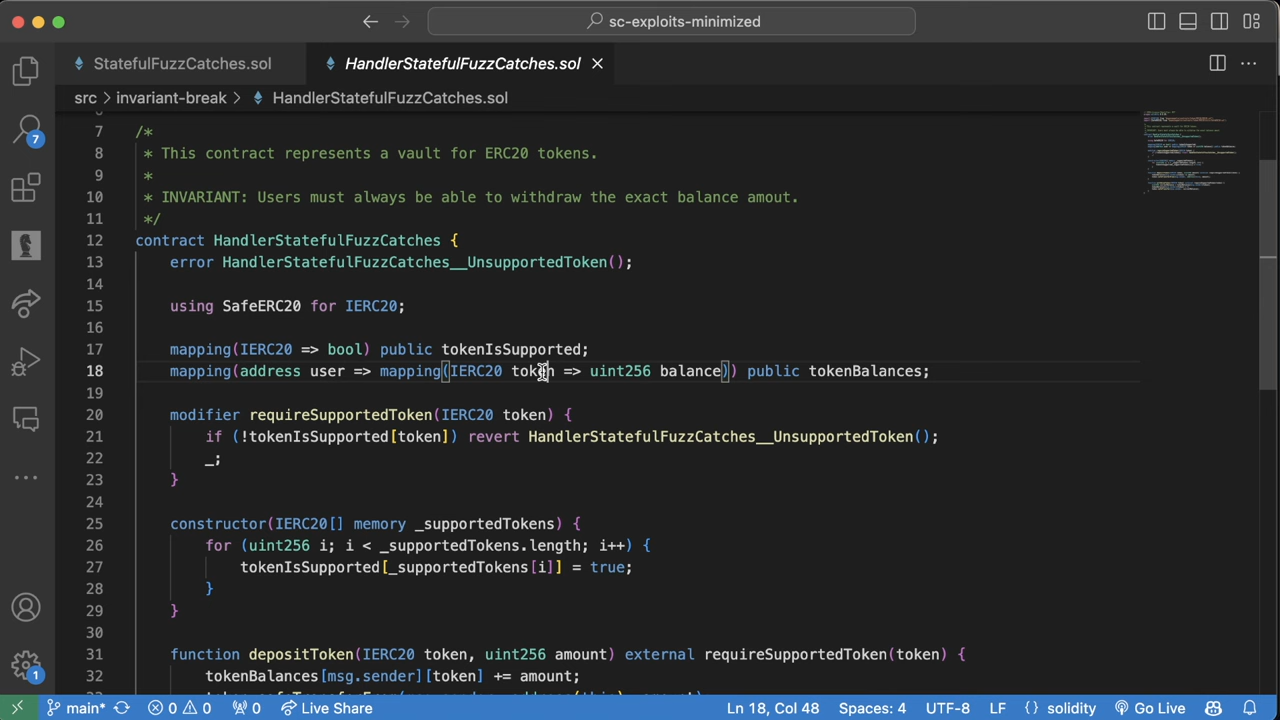 sc-exploits-minimized
StatefulFuzzCatches.sol
HandlerStatefulFuzzCatches.sol
src > invariant-break > HandlerStatefulFuzzCatches.sol
7 /*
8 * This contract represents a vault for ERC20 tokens.
9 *
10 * INVARIANT: Users must always be able to withdraw the exact balance amout.
11 */
12 contract HandlerStatefulFuzzCatches {
13 error HandlerStatefulFuzzCatches__UnsupportedToken();
14
15 using SafeERC20 for IERC20;
16
17 mapping(IERC20 => bool) public tokenIsSupported;
18 mapping(address user => mapping(IERC20 token => uint256 balance)) public tokenBalances;
19
20 modifier requireSupportedToken(IERC20 token) {
21 if (!tokenIsSupported[token]) revert HandlerStatefulFuzzCatches__UnsupportedToken();
22 _;
23 }
24
25 constructor(IERC20[] memory _supportedTokens) {
26 for (uint256 i; i < _supportedTokens.length; i++) {
27 tokenIsSupported[_supportedTokens[i]] = true;
28 }
29 }
30
31 function depositToken(IERC20 token, uint256 amount) external requireSupportedToken(token) {
32 tokenBalances[msg.sender][token] += amount;
7
1
main* 0 0 0 Live Share Ln 18, Col 48 Spaces: 4 UTF-8 LF {} solidity Go Live